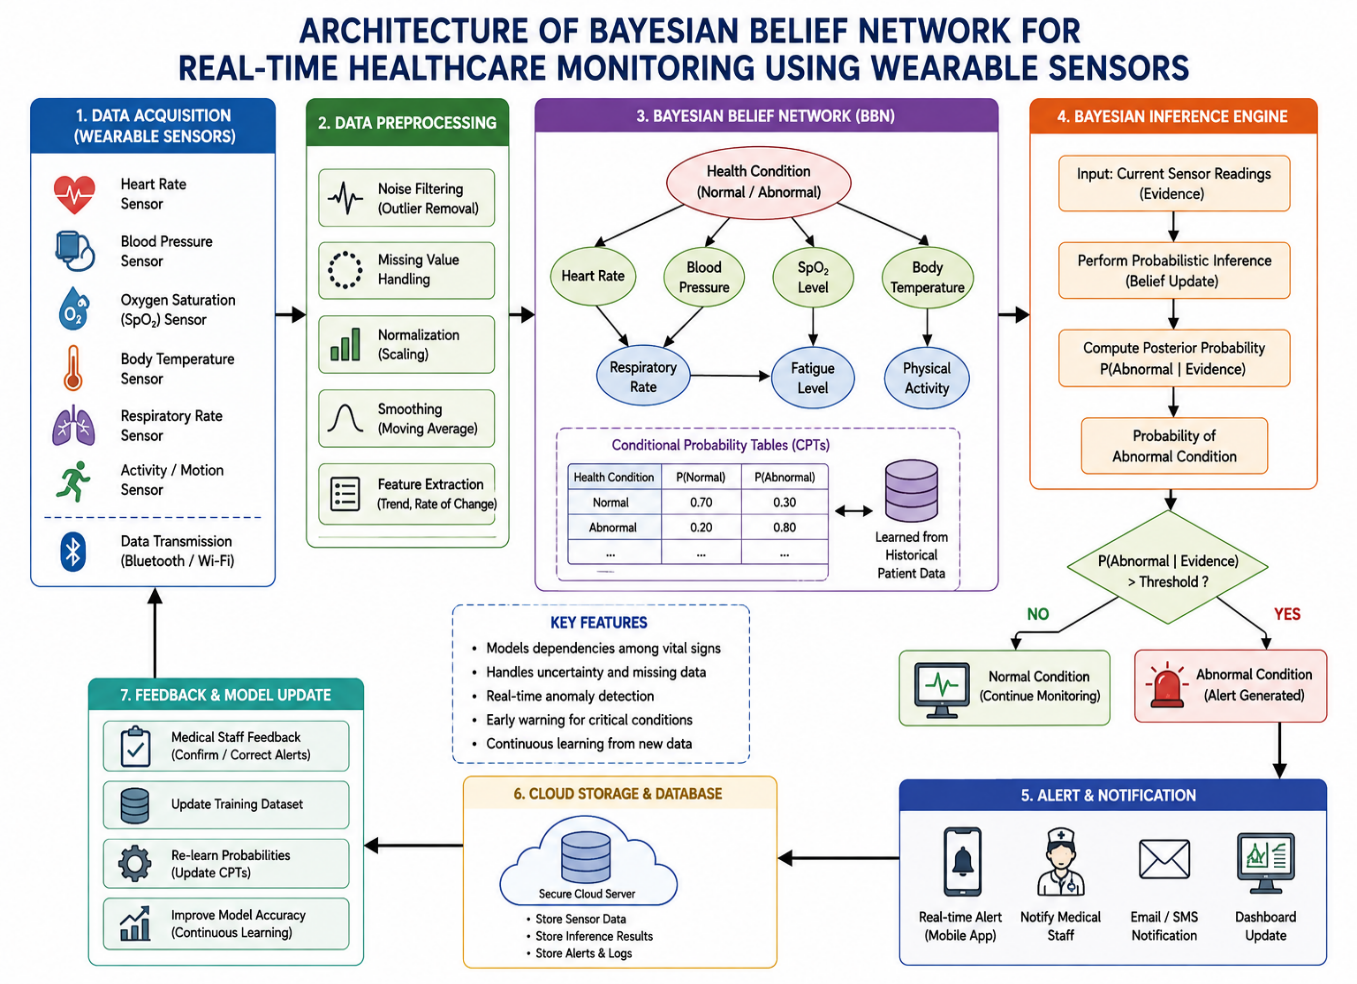 ARCHITECTURE OF BAYESIAN BELIEF NETWORK FOR
REAL-TIME HEALTHCARE MONITORING USING WEARABLE SENSORS
1. DATA ACQUISITION
(WEARABLE SENSORS)
Heart Rate
Sensor
Blood Pressure
Sensor
O₂
Oxygen Saturation
(SpO₂) Sensor
Body Temperature
Sensor
Respiratory Rate
Sensor
Activity / Motion
Sensor
Data Transmission
(Bluetooth / Wi-Fi)
2. DATA PREPROCESSING
Noise Filtering
(Outlier Removal)
Missing Value
Handling
Normalization
(Scaling)
Smoothing
(Moving Average)
Feature Extraction
(Trend, Rate of Change)
3. BAYESIAN BELIEF NETWORK (BBN)
Health Condition
(Normal / Abnormal)
Heart Rate
Blood
Pressure
SpO₂
Level
Body
Temperature
Respiratory
Rate
Fatigue
Level
Physical
Activity
Conditional Probability Tables (CPTs)
Health Condition P(Normal) P(Abnormal)
Normal 0.70 0.30
Abnormal 0.20 0.80
... ... ...
Learned from
Historical
Patient Data
4. BAYESIAN INFERENCE ENGINE
Input: Current Sensor Readings
(Evidence)
Perform Probabilistic Inference
(Belief Update)
Compute Posterior Probability
P(Abnormal | Evidence)
Probability of
Abnormal Condition
P(Abnormal | Evidence)
> Threshold ?
NO
YES
Normal Condition
(Continue Monitoring)
Abnormal Condition
(Alert Generated)
KEY FEATURES
• Models dependencies among vital signs
• Handles uncertainty and missing data
• Real-time anomaly detection
• Early warning for critical conditions
• Continuous learning from new data
5. ALERT & NOTIFICATION
Real-time Alert
(Mobile App)
Notify Medical
Staff
Email / SMS
Notification
Dashboard
Update
6. CLOUD STORAGE & DATABASE
Secure Cloud Server
• Store Sensor Data
• Store Inference Results
• Store Alerts & Logs
7. FEEDBACK & MODEL UPDATE
Medical Staff Feedback
(Confirm / Correct Alerts)
Update Training Dataset
Re-learn Probabilities
(Update CPTs)
Improve Model Accuracy
(Continuous Learning)